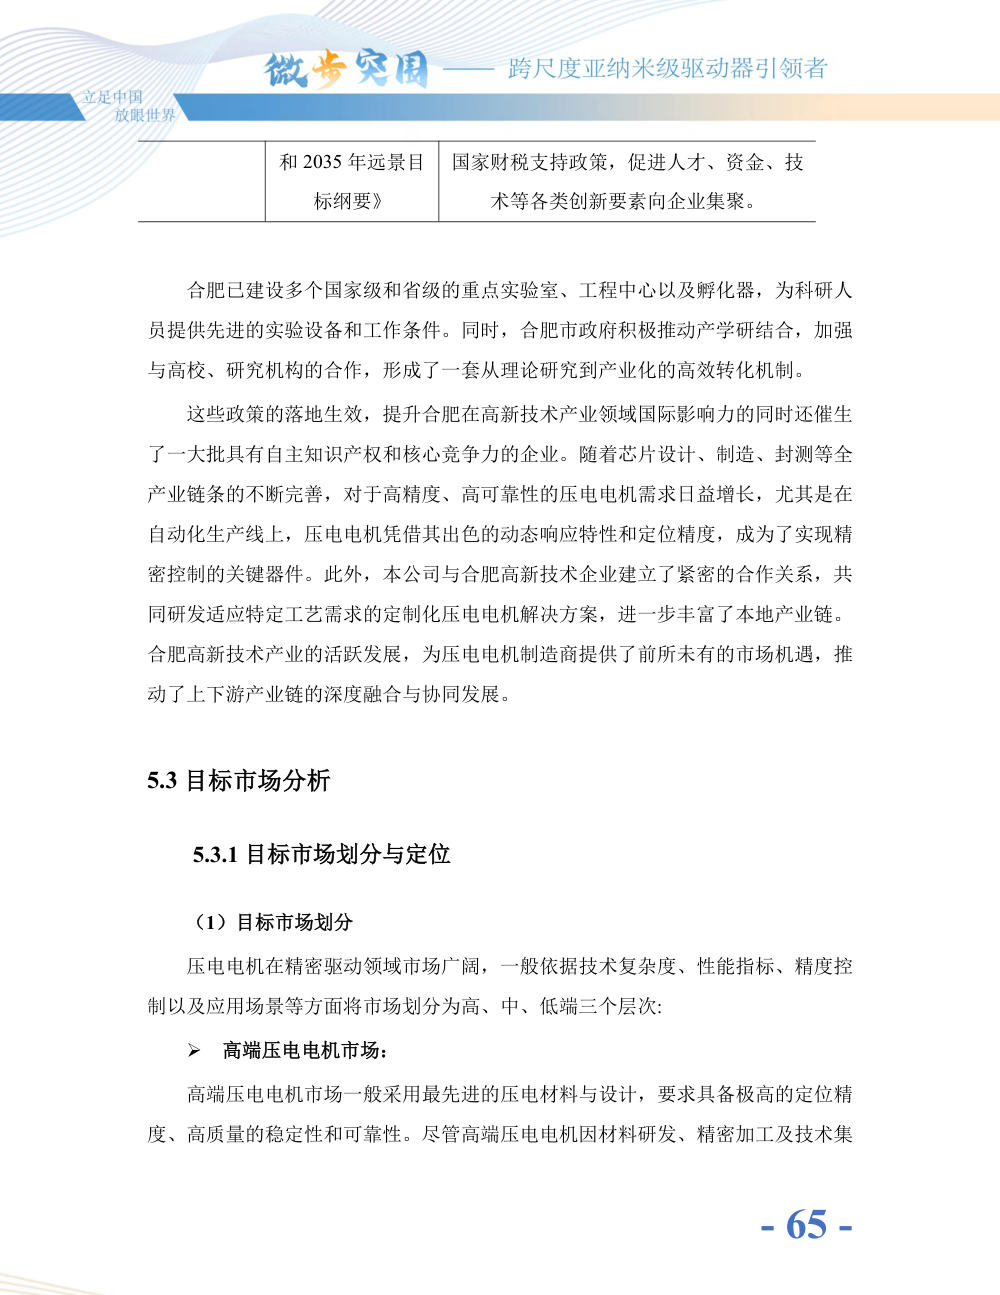 微步突围 —— 跨尺度亚纳米级驱动器引领者
立足中国
放眼世界
和 2035 年远景目
标纲要》
国家财税支持政策，促进人才、资金、技
术等各类创新要素向企业集聚。
合肥已建设多个国家级和省级的重点实验室、工程中心以及孵化器，为科研人
员提供先进的实验设备和工作条件。同时，合肥市政府积极推动产学研结合，加强
与高校、研究机构的合作，形成了一套从理论研究到产业化的高效转化机制。
这些政策的落地生效，提升合肥在高新技术产业领域国际影响力的同时还催生
了一大批具有自主知识产权和核心竞争力的企业。随着芯片设计、制造、封测等全
产业链条的不断完善，对于高精度、高可靠性的压电电机需求日益增长，尤其是在
自动化生产线上，压电电机凭借其出色的动态响应特性和定位精度，成为了实现精
密控制的关键器件。此外，本公司与合肥高新技术企业建立了紧密的合作关系，共
同研发适应特定工艺需求的定制化压电电机解决方案，进一步丰富了本地产业链。
合肥高新技术产业的活跃发展，为压电电机制造商提供了前所未有的市场机遇，推
动了上下游产业链的深度融合与协同发展。
5.3 目标市场分析
5.3.1 目标市场划分与定位
（1）目标市场划分
压电电机在精密驱动领域市场广阔，一般依据技术复杂度、性能指标、精度控
制以及应用场景等方面将市场划分为高、中、低端三个层次:
➢ 高端压电电机市场：
高端压电电机市场一般采用最先进的压电材料与设计，要求具备极高的定位精
度、高质量的稳定性和可靠性。尽管高端压电电机因材料研发、精密加工及技术集
- 65 -